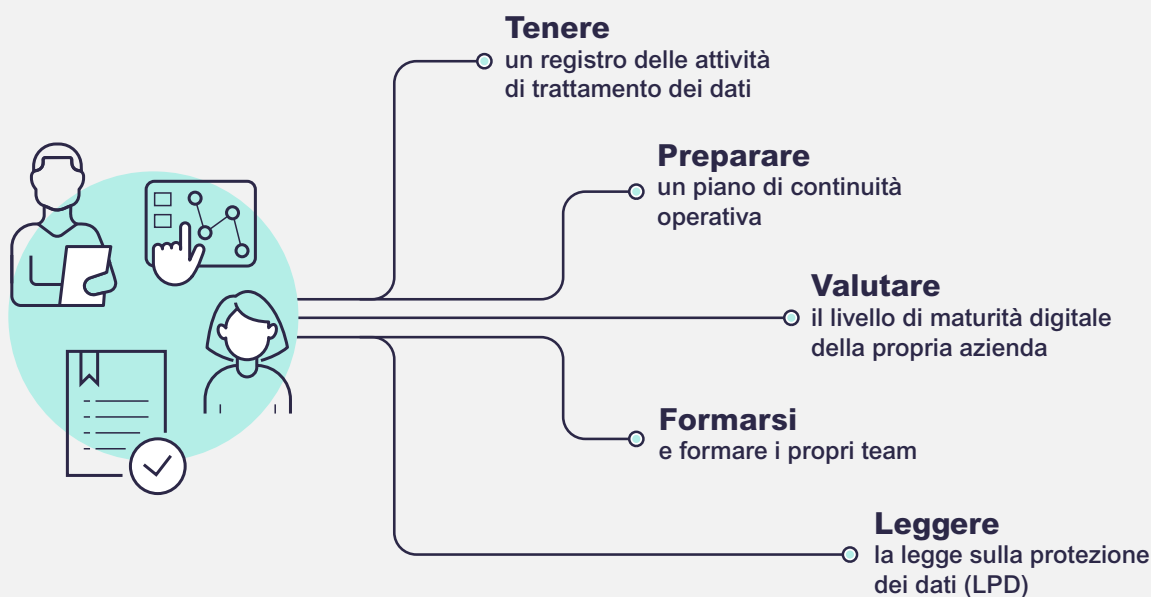 Tenere
un registro delle attività
di trattamento dei dati
Preparare
un piano di continuità
operativa
Valutare
il livello di maturità digitale
della propria azienda
Formarsi
e formare i propri team
Leggere
la legge sulla protezione
dei dati (LPD)